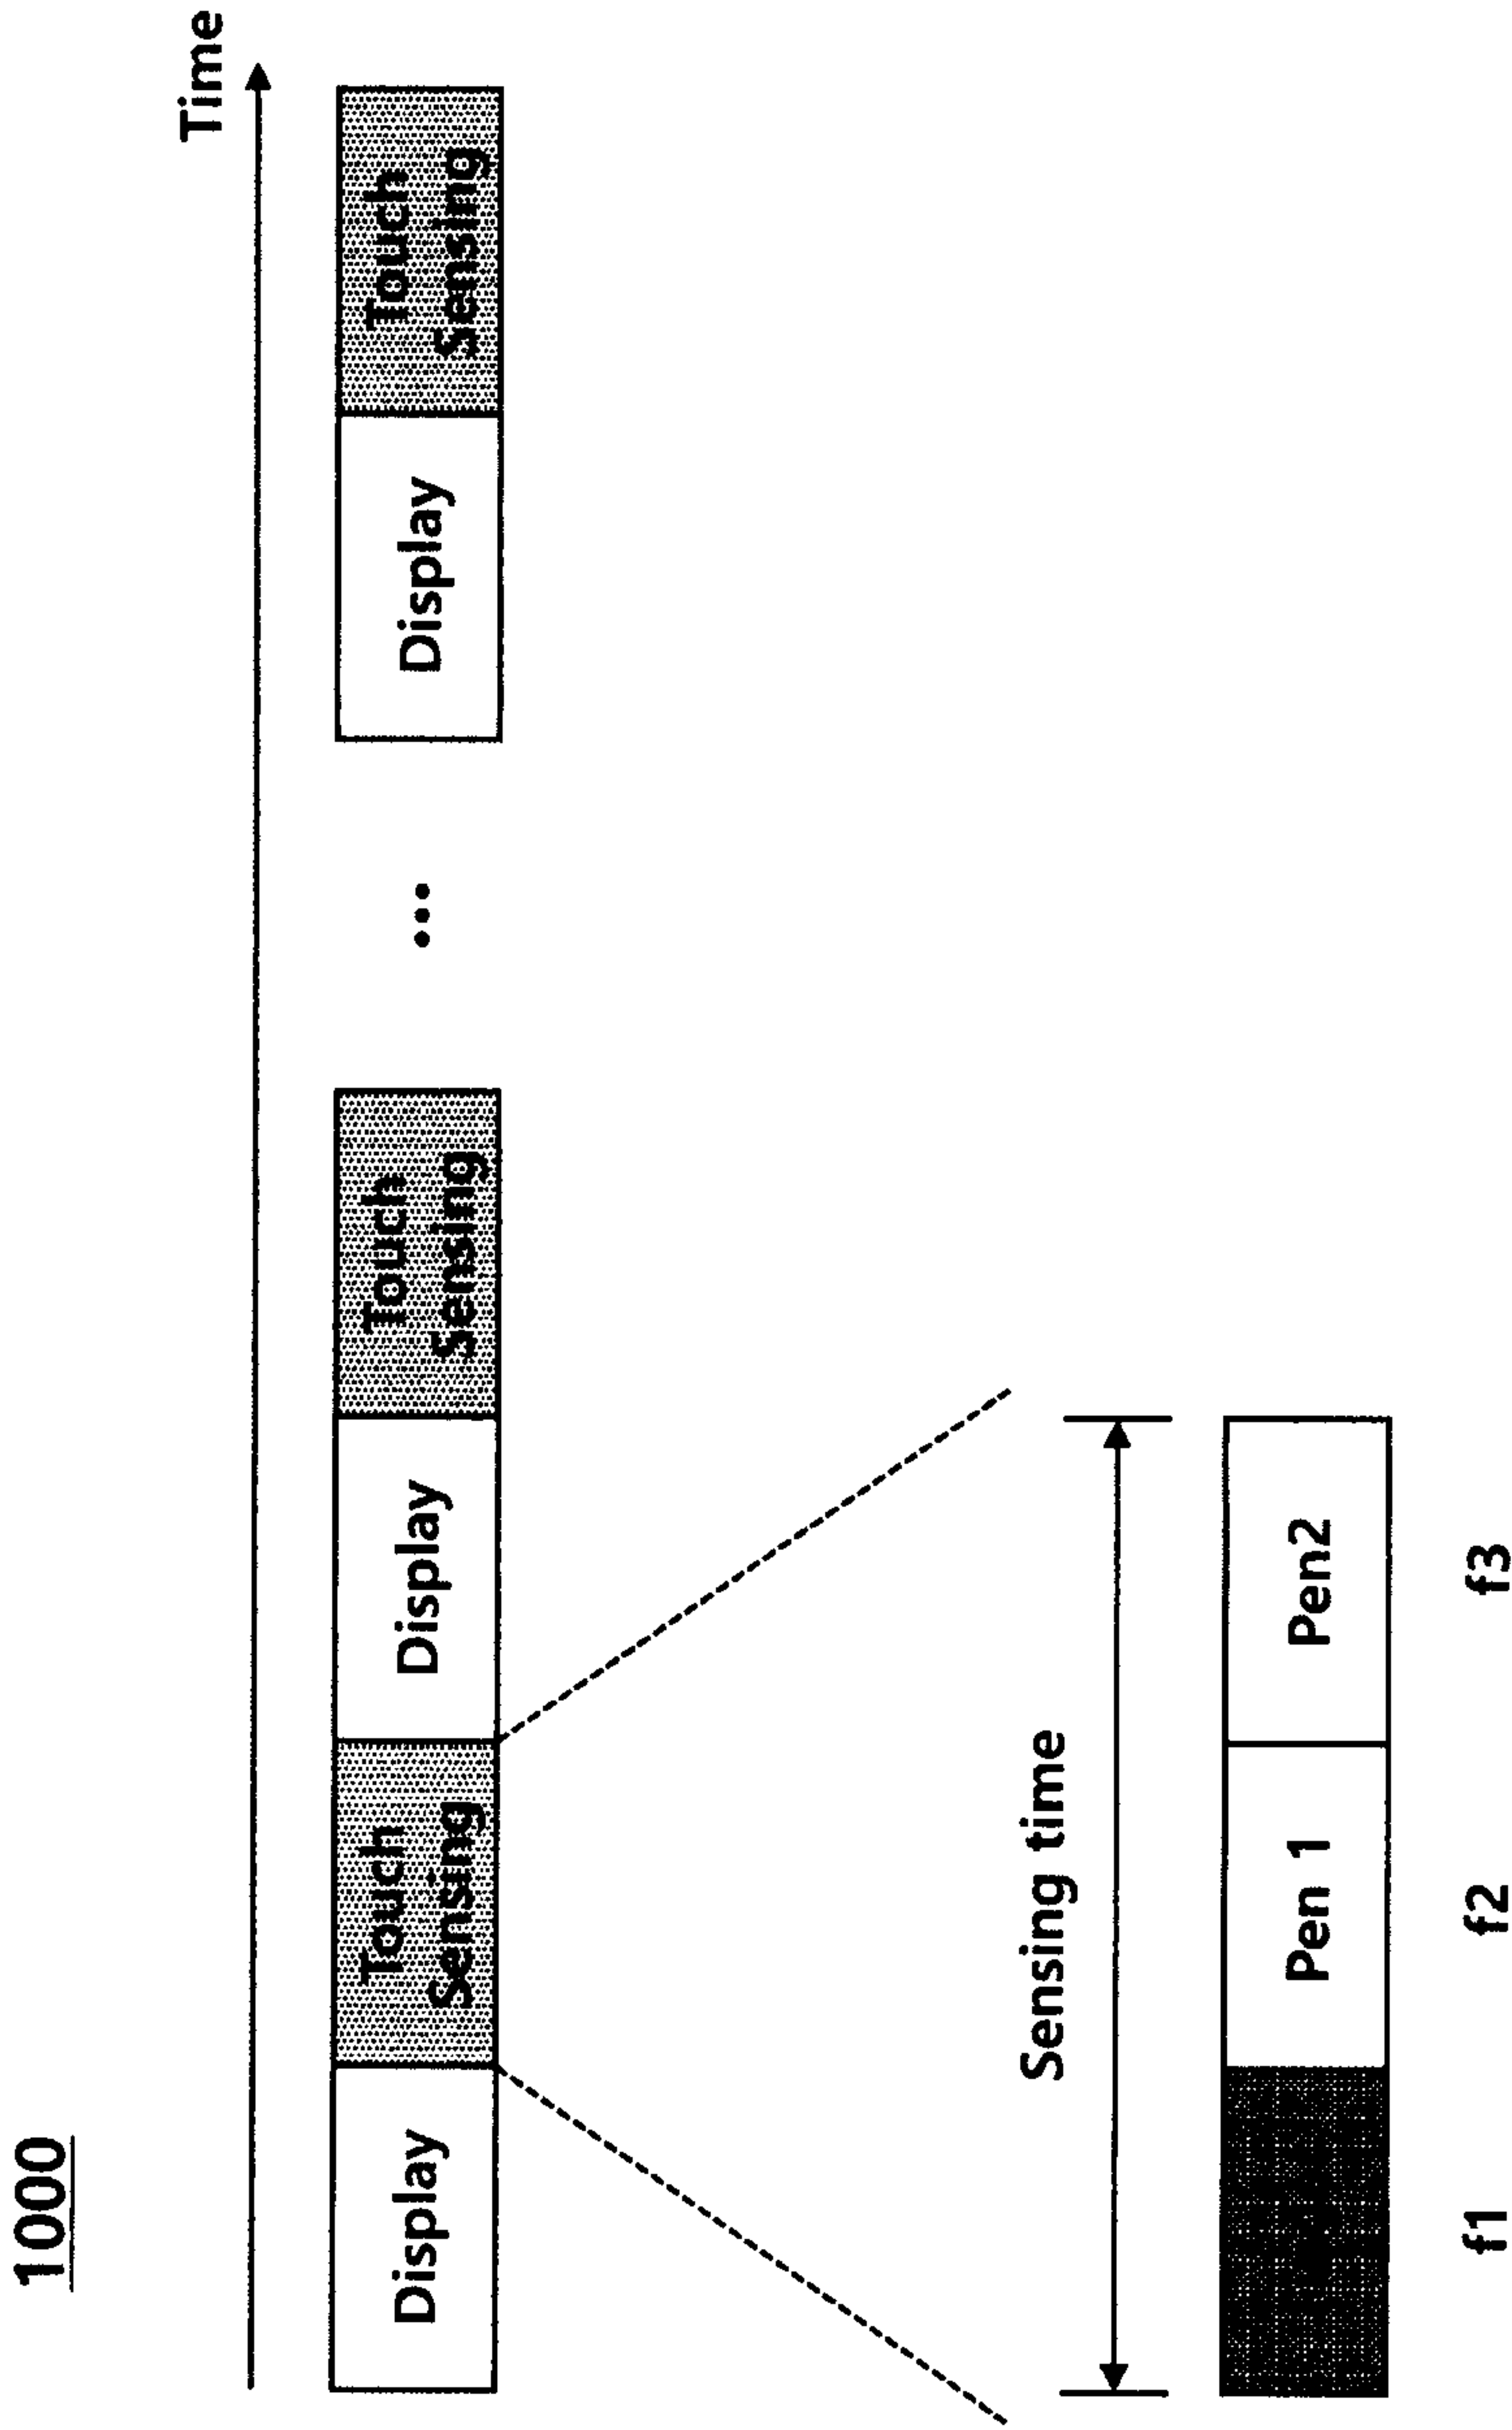 1000
Time
Display
Touch
Sensing
Display
Touch
Sensing
...
Display
Touch
Sensing
Sensing time
Pen 1
Pen2
f1
f2
f3